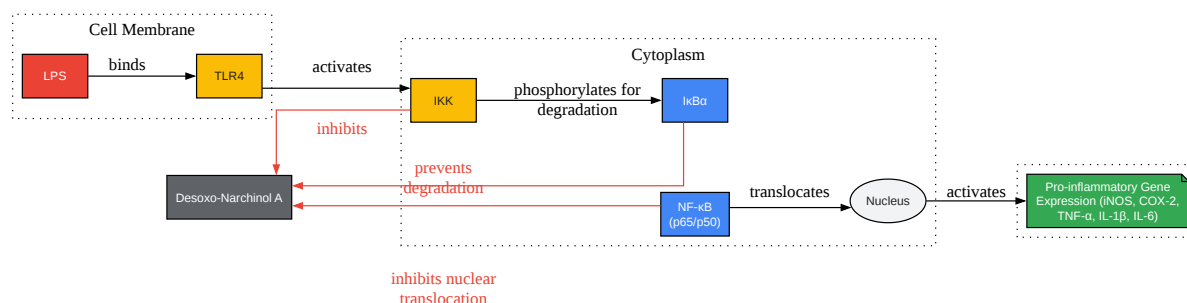 Cell Membrane
LPS
binds
TLR4
activates
Cytoplasm
IKK
phosphorylates for
degradation
IκBα
inhibits
prevents
degradation
Desoxo-Narchinol A
NF-κB
(p65/p50)
translocates
Nucleus
activates
Pro-inflammatory Gene
Expression (iNOS, COX-2,
TNF-α, IL-1β, IL-6)
inhibits nuclear
translocation